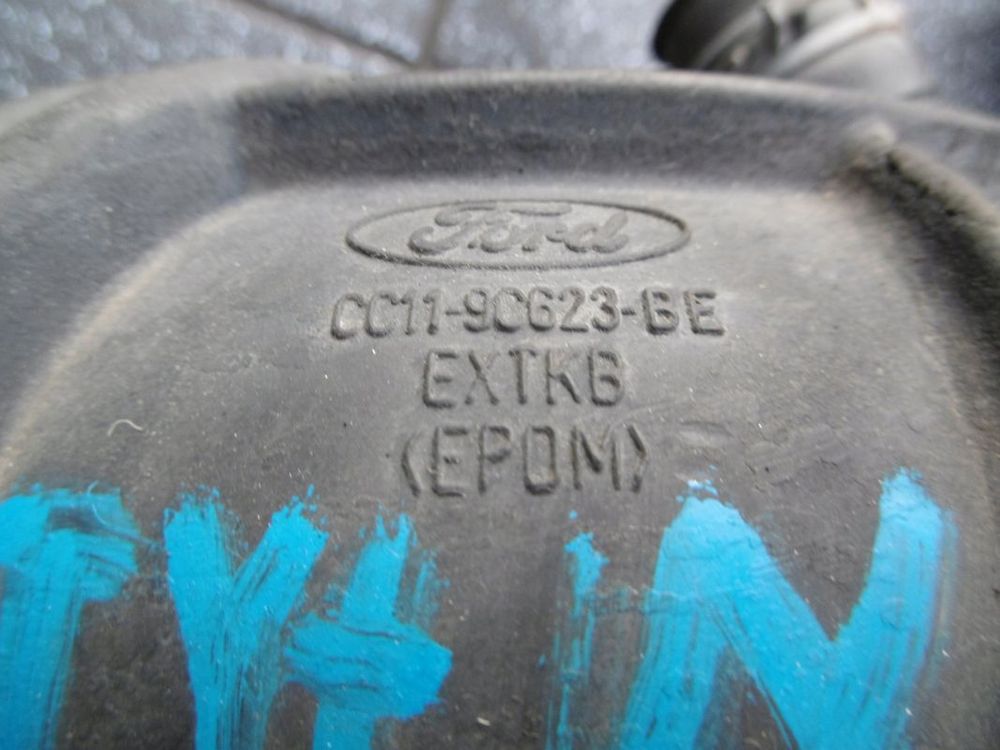 Ford
CC11-9C623-BE
EXTKB
<EPDM>